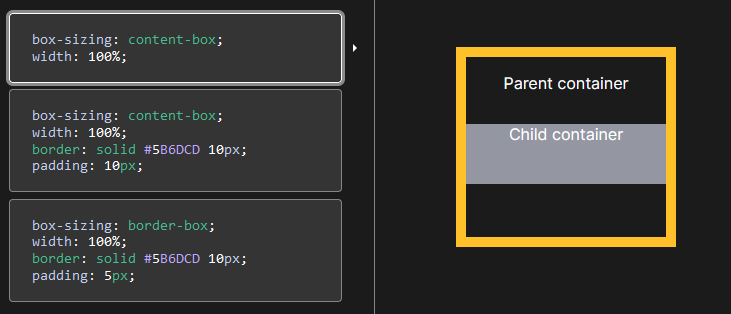 box-sizing: content-box;
width: 100%;
box-sizing: content-box;
width: 100%;
border: solid #5B6DCD 10px;
padding: 10px;
box-sizing: border-box;
width: 100%;
border: solid #5B6DCD 10px;
padding: 5px;
Parent container
Child container